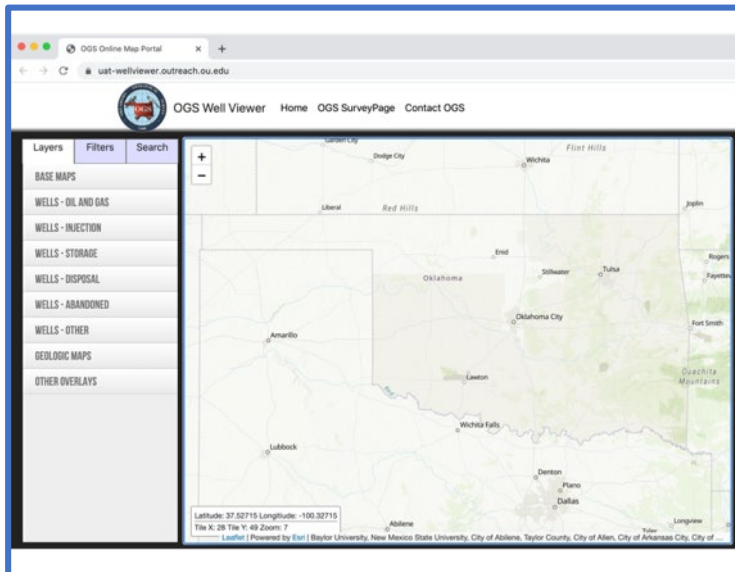 OGS Online Map Portal
uat-wellviewer.outreach.ou.edu
OGS
OGS Well Viewer Home OGS SurveyPage Contact OGS
Layers Filters Search
BASE MAPS
WELLS - OIL AND GAS
WELLS - INJECTION
WELLS - STORAGE
WELLS - DISPOSAL
WELLS - ABANDONED
WELLS - OTHER
GEOLOGIC MAPS
OTHER OVERLAYS
+
−
Garden City
Dodge City
Wichita
Flint Hills
Liberal
Red Hills
Joplin
Enid
Rogers
Oklahoma
Stillwater
Tulsa
Oklahoma City
Amarillo
Fort Smith
Lawton
Ouachita
Mountains
Wichita Falls
Lubbock
Denton
Plano
Dallas
Abilene
Tyler
Longview
Latitude: 37.52715 Longtiude: -100.32715
Tile X: 28 Tile Y: 49 Zoom: 7
Leaflet | Powered by Esri | Baylor University, New Mexico State University, City of Abilene, Taylor County, City of Allen, City of Arkansas City, City of ...